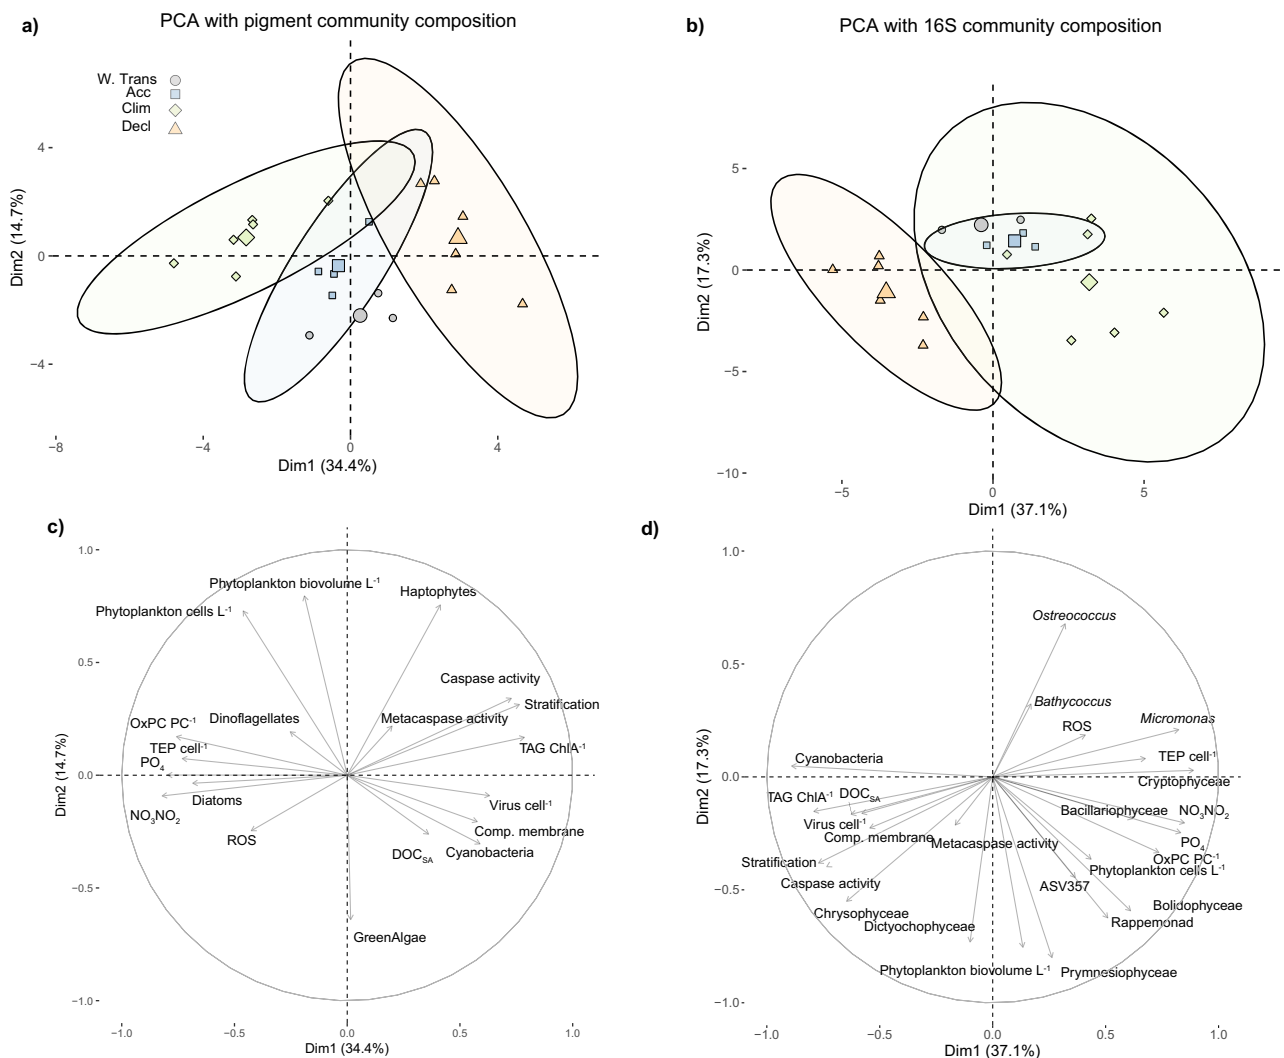 a)
PCA with pigment community composition
W. Trans
Acc
Clim
Decl
4
0
−4
Dim2 (14.7%)
−8
−4
0
4
Dim1 (34.4%)
b)
PCA with 16S community composition
5
0
−5
−10
Dim2 (17.3%)
−5
0
5
Dim1 (37.1%)
c)
1.0
0.5
0.0
−0.5
−1.0
Dim2 (14.7%)
Phytoplankton biovolume L⁻¹
Haptophytes
Phytoplankton cells L⁻¹
Caspase activity
Stratification
OxPC PC⁻¹
Dinoflagellates
Metacaspase activity
TEP cell⁻¹
TAG ChlA⁻¹
PO₄
Diatoms
Virus cell⁻¹
NO₃NO₂
Comp. membrane
ROS
DOC_SA
Cyanobacteria
GreenAlgae
−1.0
−0.5
0.0
0.5
1.0
Dim1 (34.4%)
d)
1.0
0.5
0.0
−0.5
−1.0
Dim2 (17.3%)
Ostreococcus
Bathycoccus
ROS
Micromonas
Cyanobacteria
TEP cell⁻¹
Cryptophyceae
TAG ChlA⁻¹
DOC_SA
Bacillariophyceae
NO₃NO₂
Virus cell⁻¹
Comp. membrane
Metacaspase activity
PO₄
OxPC PC⁻¹
Stratification
Phytoplankton cells L⁻¹
Caspase activity
ASV357
Chrysophyceae
Bolidophyceae
Dictyochophyceae
Rappemonad
Phytoplankton biovolume L⁻¹
Prymnesiophyceae
−1.0
−0.5
0.0
0.5
1.0
Dim1 (37.1%)